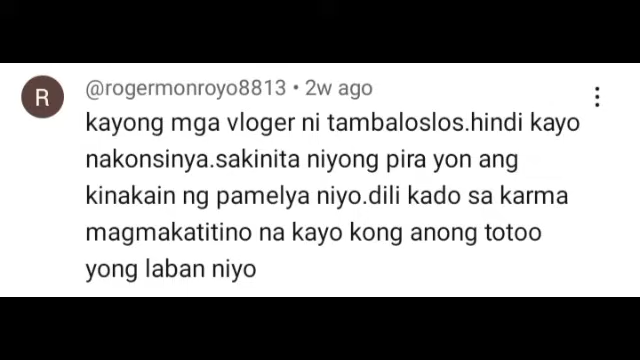 R
@rogermonroyo8813 • 2w ago
kayong mga vloger ni tambaloslos.hindi kayo
nakonsinya.sakinita niyong pira yon ang
kinakain ng pamelya niyo.dili kado sa karma
magmakatitino na kayo kong anong totoo
yong laban niyo